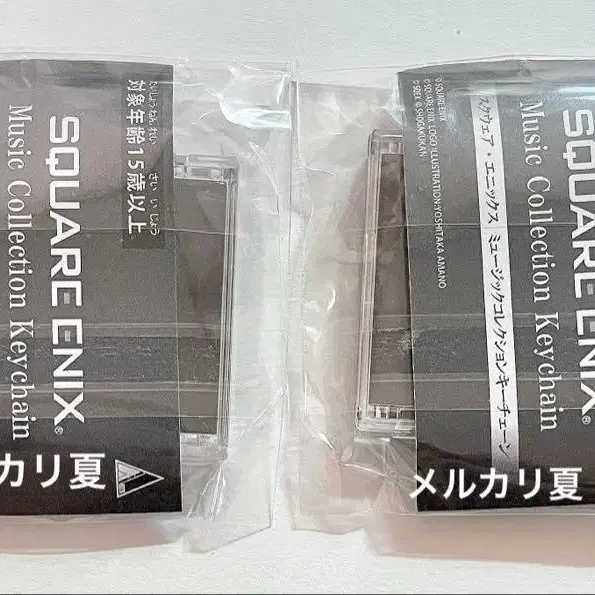 SQUARE ENIX®
Music Collection Keychain
たいしょうねんれい さい いじょう
対象年齢15歳以上
カリ夏
SQUARE ENIX®
Music Collection Keychain
スクウェア・エニックス ミュージックコレクションキーチェーン
© SQUARE ENIX
© SQUARE ENIX LOGO ILLUSTRATION:YOSHITAKA AMANO
SHOGAKUKAN
メルカリ夏